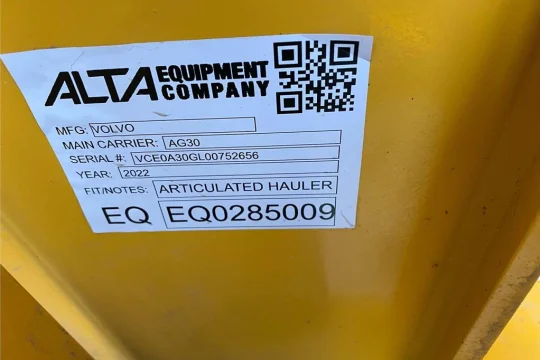 ALTA EQUIPMENT COMPANY
MFG: VOLVO
MAIN CARRIER: AG30
SERIAL #: VCE0A30GL00752656
YEAR: 2022
FIT/NOTES: ARTICULATED HAULER
EQ EQ0285009